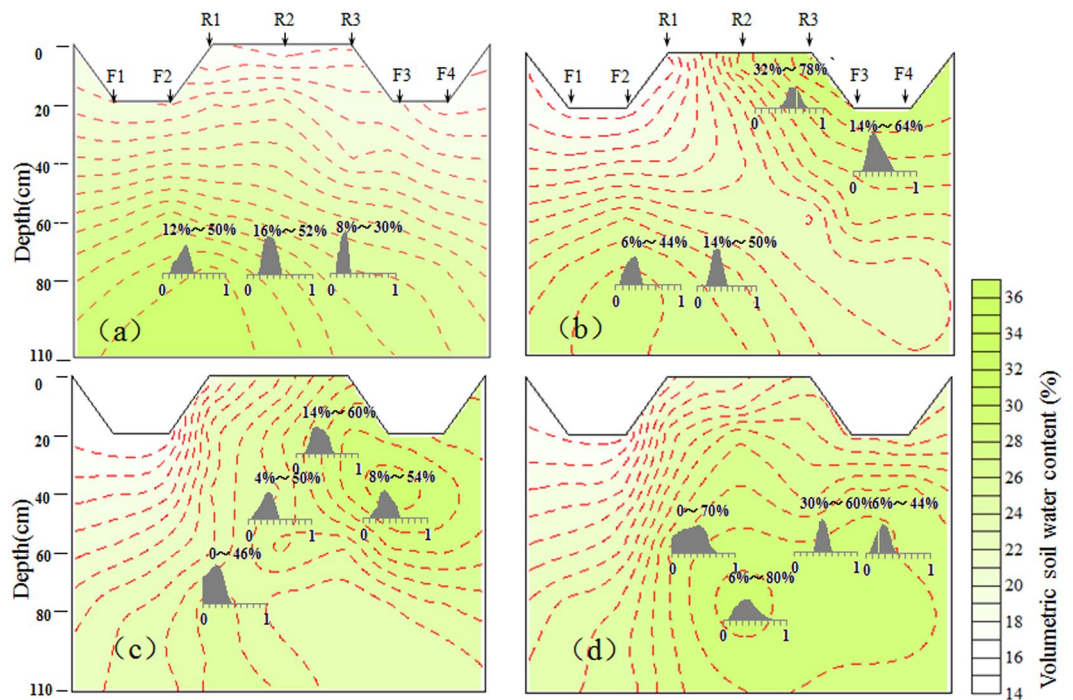 R1 R2 R3
F1 F2 F3 F4
0
20
40
60
80
110
Depth(cm)
12%~50% 16%~52% 8%~30%
0 1 0 1 0 1
（a）
R1 R2 R3
F1 F2 F3 F4
32%~78%
0 1
14%~64%
0 1
6%~44% 14%~50%
0 1 0 1
（b）
0
20
40
60
80
110
Depth(cm)
14%~60%
0 1
4%~50% 8%~54%
0 1 0 1
0~46%
0 1
（c）
0~70% 30%~60% 6%~44%
0 1 0 1 0 1
6%~80%
0 1
（d）
36
34
32
30
28
26
24
22
20
18
16
14
Volumetric soil water content (%)